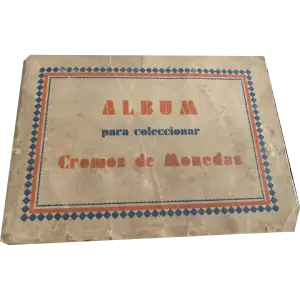 ALBUM
para coleccionar
Cromos de Monedas